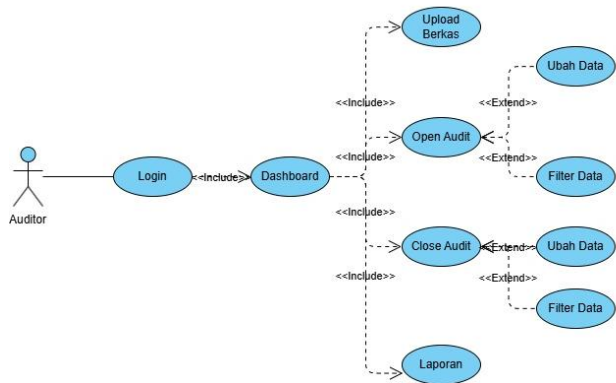 Upload
Berkas
Ubah Data
<<Include>>
<<Extend>>
Open Audit
<<Include>>
<<Extend>>
Login
<<Include>>
Dashboard
Filter Data
Auditor
<<Include>>
Close Audit
Ubah Data
<<Extend>>
<<Include>>
Filter Data
Laporan